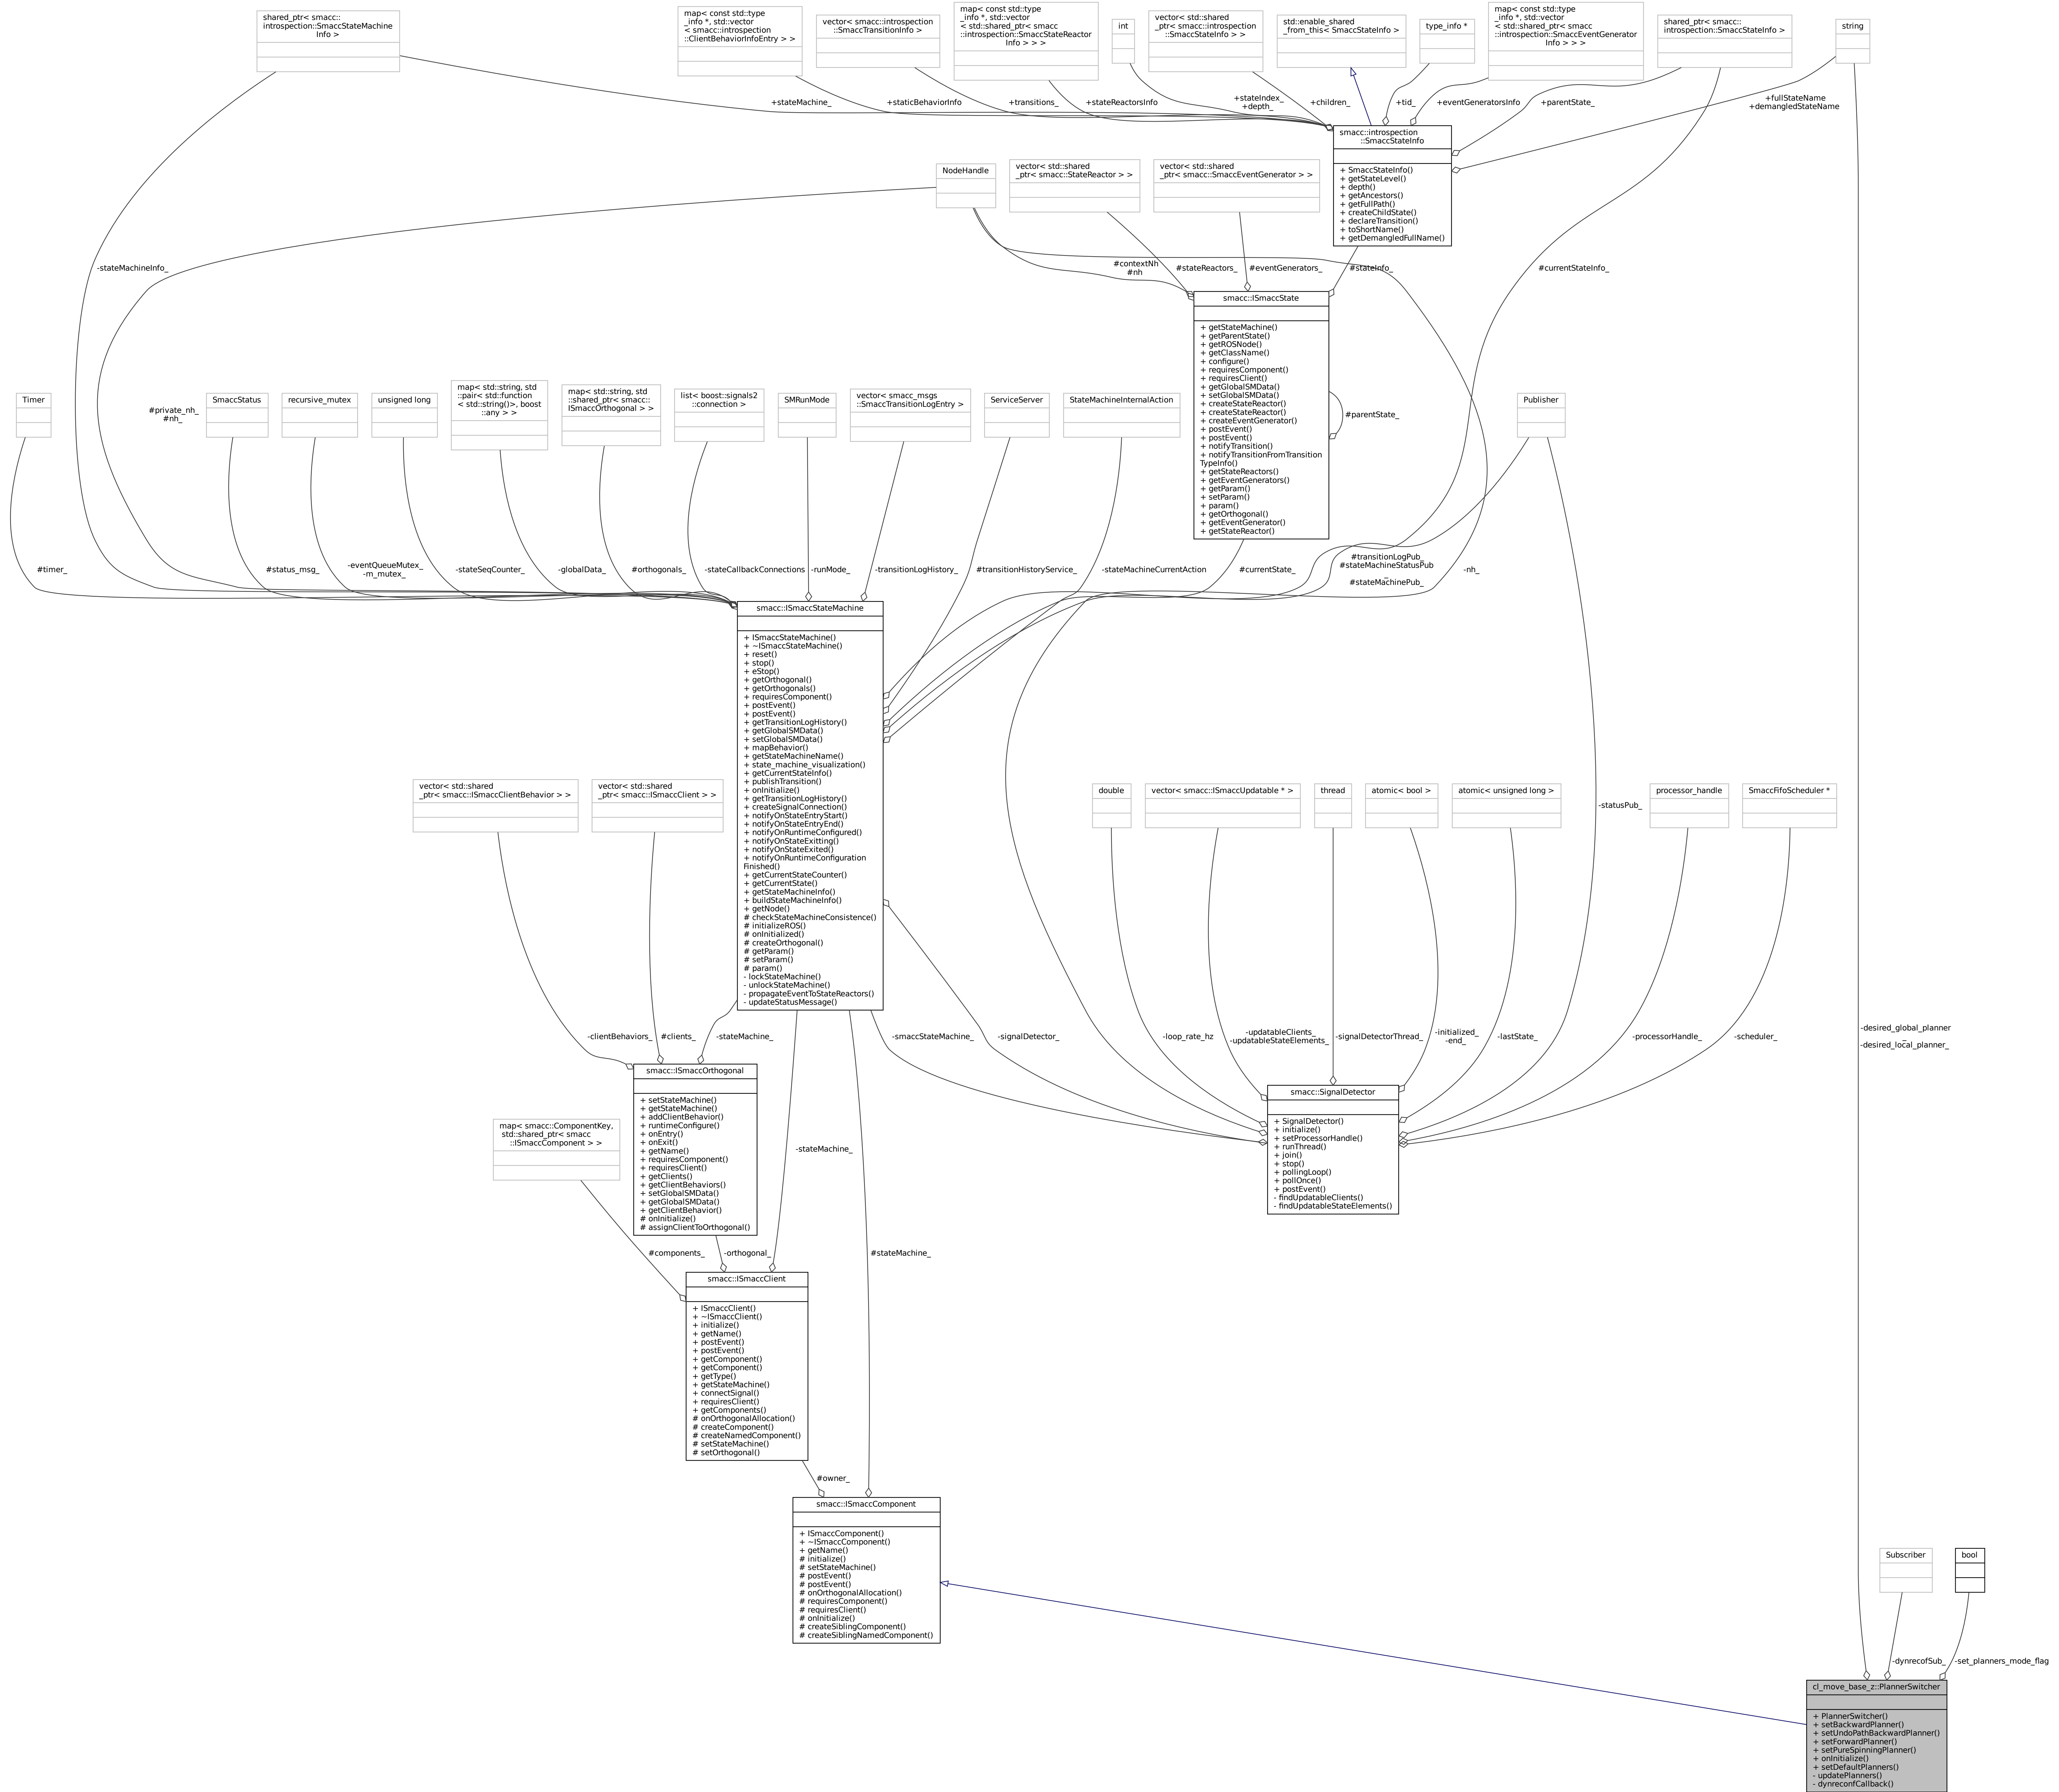 shared_ptr< smacc::
introspection::SmaccStateMachine
Info >
map< const std::type
_info *, std::vector
< smacc::introspection
::ClientBehaviorInfoEntry > >
vector< smacc::introspection
::SmaccTransitionInfo >
map< const std::type
_info *, std::vector
< std::shared_ptr< smacc
::introspection::SmaccStateReactor
Info > > >
int
vector< std::shared
_ptr< smacc::introspection
::SmaccStateInfo > >
std::enable_shared
_from_this< SmaccStateInfo >
type_info *
map< const std::type
_info *, std::vector
< std::shared_ptr< smacc
::introspection::SmaccEventGenerator
Info > > >
shared_ptr< smacc::
introspection::SmaccStateInfo >
string
+stateMachine_
+staticBehaviorInfo
+transitions_
+stateReactorsInfo
+stateIndex_
+depth_
+children_
+tid_
+eventGeneratorsInfo
+parentState_
+fullStateName
+demangledStateName
smacc::introspection
::SmaccStateInfo
+ SmaccStateInfo()
+ getStateLevel()
+ depth()
+ getAncestors()
+ getFullPath()
+ createChildState()
+ declareTransition()
+ toShortName()
+ getDemangledFullName()
NodeHandle
vector< std::shared
_ptr< smacc::StateReactor > >
vector< std::shared
_ptr< smacc::SmaccEventGenerator > >
-stateMachineInfo_
#contextNh
#nh
#stateReactors_
#eventGenerators_
#stateInfo_
#currentStateInfo_
smacc::ISmaccState
+ getStateMachine()
+ getParentState()
+ getROSNode()
+ getClassName()
+ configure()
+ requiresComponent()
+ requiresClient()
+ getGlobalSMData()
+ setGlobalSMData()
+ createStateReactor()
+ createStateReactor()
+ createEventGenerator()
+ postEvent()
+ postEvent()
+ notifyTransition()
+ notifyTransitionFromTransition
TypeInfo()
+ getStateReactors()
+ getEventGenerators()
+ getParam()
+ setParam()
+ param()
+ getOrthogonal()
+ getEventGenerator()
+ getStateReactor()
#parentState_
Timer
#private_nh_
#nh_
SmaccStatus
recursive_mutex
unsigned long
map< std::string, std
::pair< std::function
< std::string()>, boost
::any > >
map< std::string, std
::shared_ptr< smacc::
ISmaccOrthogonal > >
list< boost::signals2
::connection >
SMRunMode
vector< smacc_msgs
::SmaccTransitionLogEntry >
ServiceServer
StateMachineInternalAction
Publisher
#timer_
#status_msg_
-eventQueueMutex_
-m_mutex_
-stateSeqCounter_
-globalData_
#orthogonals_
-stateCallbackConnections
-runMode_
-transitionLogHistory_
#transitionHistoryService_
-stateMachineCurrentAction
#currentState_
#transitionLogPub_
#stateMachineStatusPub
_
#stateMachinePub_
-nh_
smacc::ISmaccStateMachine
+ ISmaccStateMachine()
+ ~ISmaccStateMachine()
+ reset()
+ stop()
+ eStop()
+ getOrthogonal()
+ getOrthogonals()
+ requiresComponent()
+ postEvent()
+ postEvent()
+ getTransitionLogHistory()
+ getGlobalSMData()
+ setGlobalSMData()
+ mapBehavior()
+ getStateMachineName()
+ state_machine_visualization()
+ getCurrentStateInfo()
+ publishTransition()
+ onInitialize()
+ getTransitionLogHistory()
+ createSignalConnection()
+ notifyOnStateEntryStart()
+ notifyOnStateEntryEnd()
+ notifyOnRuntimeConfigured()
+ notifyOnStateExitting()
+ notifyOnStateExited()
+ notifyOnRuntimeConfiguration
Finished()
+ getCurrentStateCounter()
+ getCurrentState()
+ getStateMachineInfo()
+ buildStateMachineInfo()
+ getNode()
# checkStateMachineConsistence()
# initializeROS()
# onInitialized()
# createOrthogonal()
# getParam()
# setParam()
# param()
- lockStateMachine()
- unlockStateMachine()
- propagateEventToStateReactors()
- updateStatusMessage()
vector< std::shared
_ptr< smacc::ISmaccClientBehavior > >
vector< std::shared
_ptr< smacc::ISmaccClient > >
double
vector< smacc::ISmaccUpdatable * >
thread
atomic< bool >
atomic< unsigned long >
-statusPub_
processor_handle
SmaccFifoScheduler *
-clientBehaviors_
#clients_
-stateMachine_
-smaccStateMachine_
-signalDetector_
-loop_rate_hz
-updatableClients_
-updatableStateElements_
-signalDetectorThread_
-initialized_
-end_
-lastState_
-processorHandle_
-scheduler_
-desired_global_planner
_
-desired_local_planner_
smacc::ISmaccOrthogonal
+ setStateMachine()
+ getStateMachine()
+ addClientBehavior()
+ runtimeConfigure()
+ onEntry()
+ onExit()
+ getName()
+ requiresComponent()
+ requiresClient()
+ getClients()
+ getClientBehaviors()
+ setGlobalSMData()
+ getGlobalSMData()
+ getClientBehavior()
# onInitialize()
# assignClientToOrthogonal()
smacc::SignalDetector
+ SignalDetector()
+ initialize()
+ setProcessorHandle()
+ runThread()
+ join()
+ stop()
+ pollingLoop()
+ pollOnce()
+ postEvent()
- findUpdatableClients()
- findUpdatableStateElements()
map< smacc::ComponentKey,
std::shared_ptr< smacc
::ISmaccComponent > >
-stateMachine_
#components_
-orthogonal_
#stateMachine_
smacc::ISmaccClient
+ ISmaccClient()
+ ~ISmaccClient()
+ initialize()
+ getName()
+ postEvent()
+ postEvent()
+ getComponent()
+ getComponent()
+ getType()
+ getStateMachine()
+ connectSignal()
+ requiresClient()
+ getComponents()
# onOrthogonalAllocation()
# createComponent()
# createNamedComponent()
# setStateMachine()
# setOrthogonal()
#owner_
smacc::ISmaccComponent
+ ISmaccComponent()
+ ~ISmaccComponent()
+ getName()
# initialize()
# setStateMachine()
# postEvent()
# postEvent()
# onOrthogonalAllocation()
# requiresComponent()
# requiresClient()
# onInitialize()
# createSiblingComponent()
# createSiblingNamedComponent()
Subscriber
bool
-dynrecofSub_
-set_planners_mode_flag
cl_move_base_z::PlannerSwitcher
+ PlannerSwitcher()
+ setBackwardPlanner()
+ setUndoPathBackwardPlanner()
+ setForwardPlanner()
+ setPureSpinningPlanner()
+ onInitialize()
+ setDefaultPlanners()
- updatePlanners()
- dynreconfCallback()